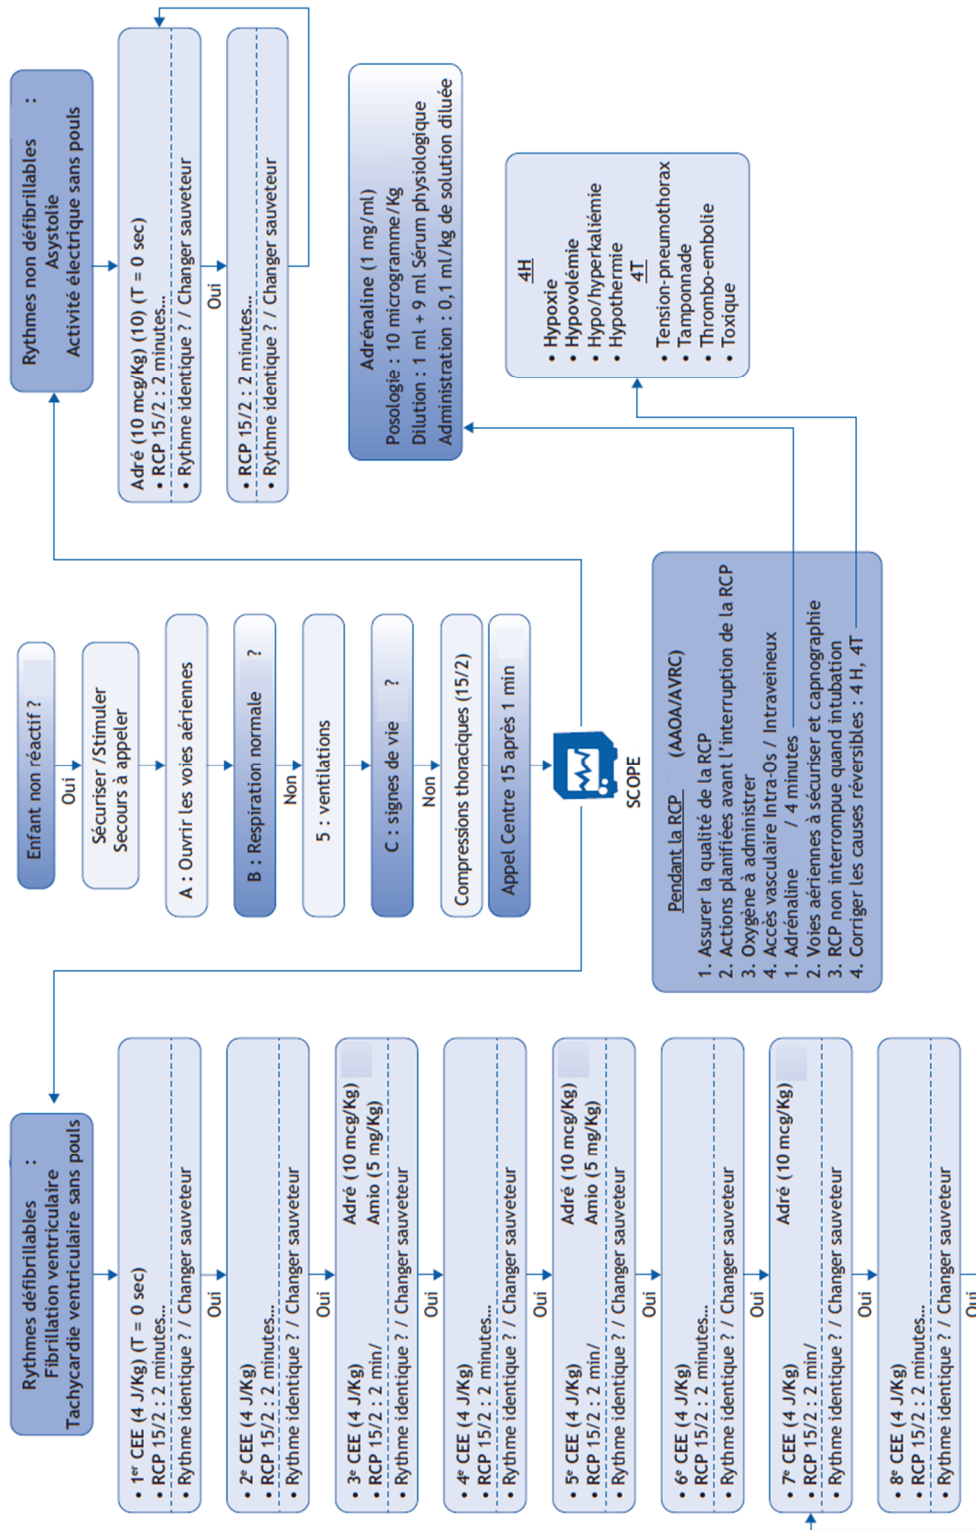 Enfant non réactif ?
Oui
Sécuriser /Stimuler
Secours à appeler
A : Ouvrir les voies aériennes
B : Respiration normale ?
Non
5 : ventilations
C : signes de vie ?
Non
Compressions thoraciques (15/2)
Appel Centre 15 après 1 min
SCOPE
Rythmes défibrillables :
Fibrillation ventriculaire
Tachycardie ventriculaire sans pouls
• 1er CEE (4 J/Kg) (T = 0 sec)
• RCP 15/2 : 2 minutes...
• Rythme identique ? / Changer sauveteur
Oui
• 2e CEE (4 J/Kg)
• RCP 15/2 : 2 minutes...
• Rythme identique ? / Changer sauveteur
Oui
• 3e CEE (4 J/Kg) Adré (10 mcg/Kg)
• RCP 15/2 : 2 min/ Amio (5 mg/Kg)
• Rythme identique ? / Changer sauveteur
Oui
• 4e CEE (4 J/Kg)
• RCP 15/2 : 2 minutes...
• Rythme identique ? / Changer sauveteur
Oui
• 5e CEE (4 J/Kg) Adré (10 mcg/Kg)
• RCP 15/2 : 2 min/ Amio (5 mg/Kg)
• Rythme identique ? / Changer sauveteur
Oui
• 6e CEE (4 J/Kg)
• RCP 15/2 : 2 minutes...
• Rythme identique ? / Changer sauveteur
Oui
• 7e CEE (4 J/Kg) Adré (10 mcg/Kg)
• RCP 15/2 : 2 min/
• Rythme identique ? / Changer sauveteur
Oui
• 8e CEE (4 J/Kg)
• RCP 15/2 : 2 minutes...
• Rythme identique ? / Changer sauveteur
Oui
Pendant la RCP (AAOA/AVRC)
1. Assurer la qualité de la RCP
2. Actions planifiées avant l'interruption de la RCP
3. Oxygène à administrer
4. Accès vasculaire Intra-Os / Intraveineux
1. Adrénaline / 4 minutes
2. Voies aériennes à sécuriser et capnographie
3. RCP non interrompue quand intubation
4. Corriger les causes réversibles : 4 H, 4T
Rythmes non défibrillables :
Asystolie
Activité électrique sans pouls
Adré (10 mcg/Kg) (10) (T = 0 sec)
• RCP 15/2 : 2 minutes...
• Rythme identique ? / Changer sauveteur
Oui
• RCP 15/2 : 2 minutes...
• Rythme identique ? / Changer sauveteur
Adrénaline (1 mg/ml)
Posologie : 10 microgramme/Kg
Dilution : 1 ml + 9 ml Sérum physiologique
Administration : 0,1 ml/kg de solution diluée
4H
• Hypoxie
• Hypovolémie
• Hypo/hyperkaliémie
• Hypothermie
4T
• Tension-pneumothorax
• Tamponnade
• Thrombo-embolie
• Toxique